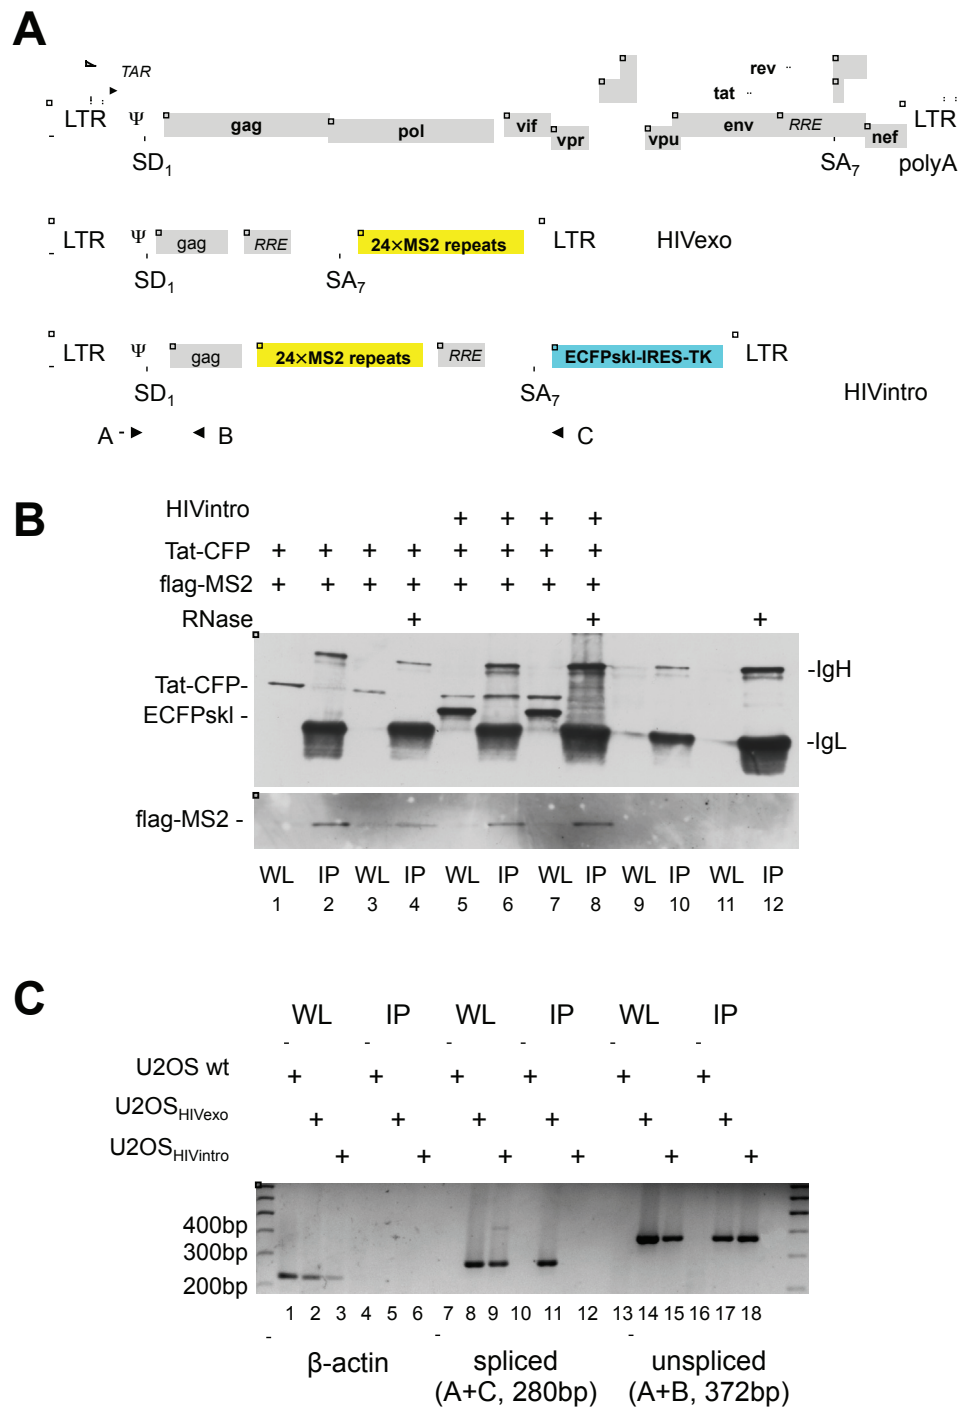 A
TAR
rev
tat
LTR Ψ gag pol vif vpr vpu env RRE nef LTR
SD1 SA7 polyA
LTR Ψ gag RRE 24×MS2 repeats LTR HIVexo
SD1 SA7
LTR Ψ gag 24×MS2 repeats RRE ECFPskl-IRES-TK LTR
SD1 SA7 HIVintro
A B C
B
HIVintro + + + +
Tat-CFP + + + + + + + +
flag-MS2 + + + + + + + +
RNase + + +
Tat-CFP- -IgH
ECFPskl - -IgL
flag-MS2 -
WL IP WL IP WL IP WL IP WL IP WL IP
1 2 3 4 5 6 7 8 9 10 11 12
C
WL IP WL IP WL IP
U2OS wt + + + + + +
U2OSHIVexo + + + + + +
U2OSHIVintro + + + + + +
400bp
300bp
200bp
1 2 3 4 5 6 7 8 9 10 11 12 13 14 15 16 17 18
β-actin spliced unspliced
(A+C, 280bp) (A+B, 372bp)